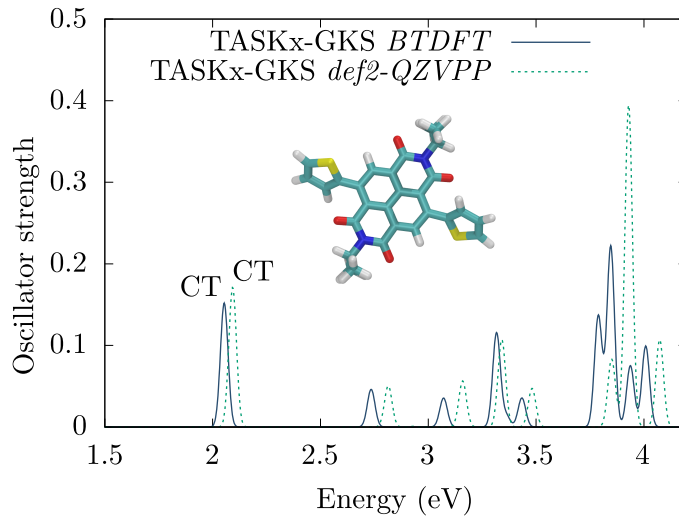 TASKx-GKS BTDFT
TASKx-GKS def2-QZVPP
Oscillator strength
0.5
0.4
0.3
0.2
0.1
0
CT
CT
1.5 2 2.5 3 3.5 4
Energy (eV)